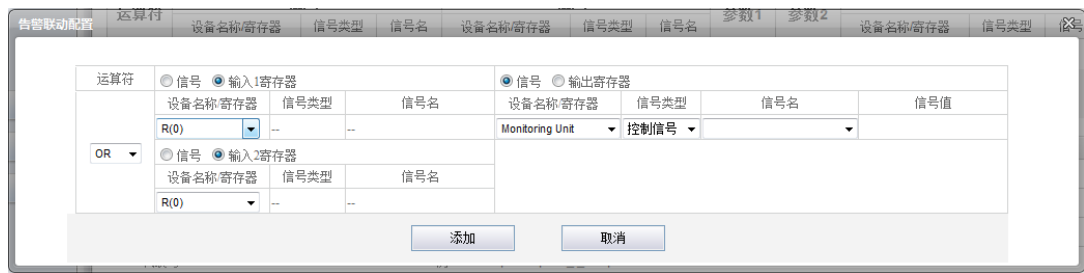 运算符 参数1 参数2
告警联动配置 设备名称/寄存器 信号类型 信号名 设备名称/寄存器 信号类型 信号名 设备名称/寄存器 信号类型
运算符 信号 输入1寄存器 信号 输出寄存器
设备名称/寄存器 信号类型 信号名 设备名称/寄存器 信号类型 信号名 信号值
R(0) -- -- Monitoring Unit 控制信号
OR 信号 输入2寄存器
设备名称/寄存器 信号类型 信号名
R(0) -- --
添加 取消